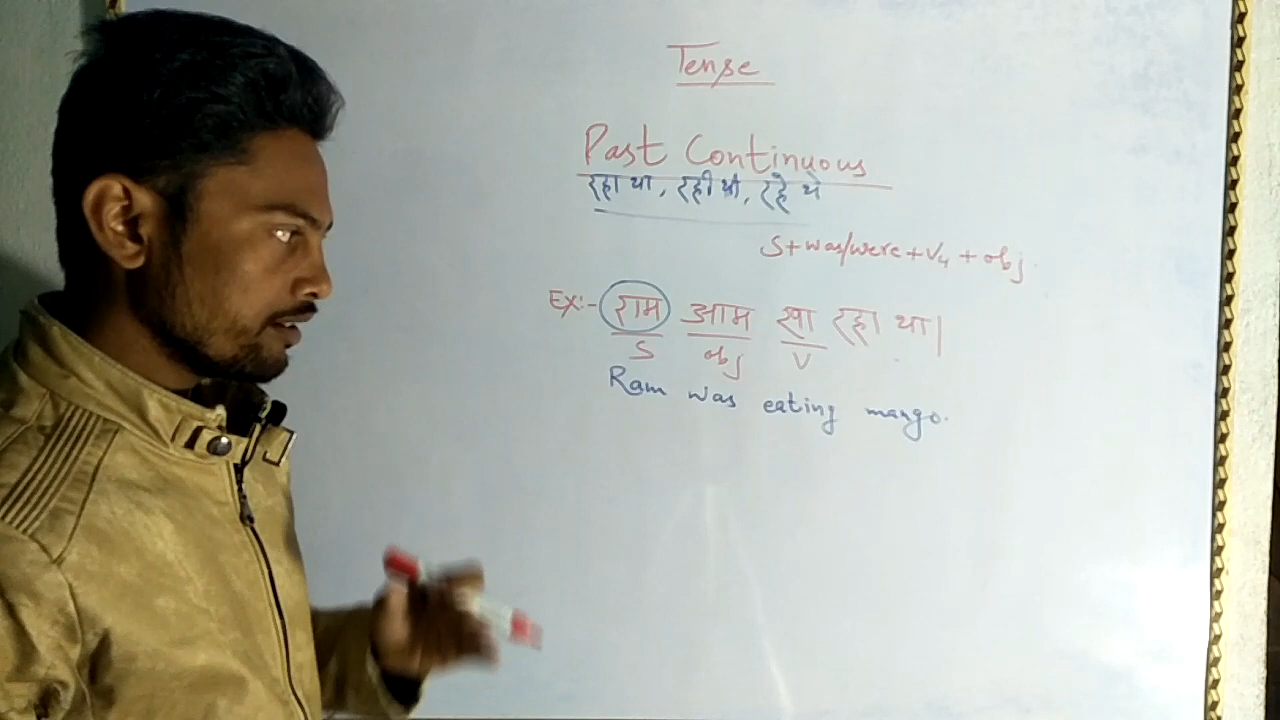 Tense
Past Continuous
रहा था, रही थी, रहे थे
S+was/were+V4+obj.
Ex:- राम आम खा रहा था|
S obj V
Ram was eating mango.